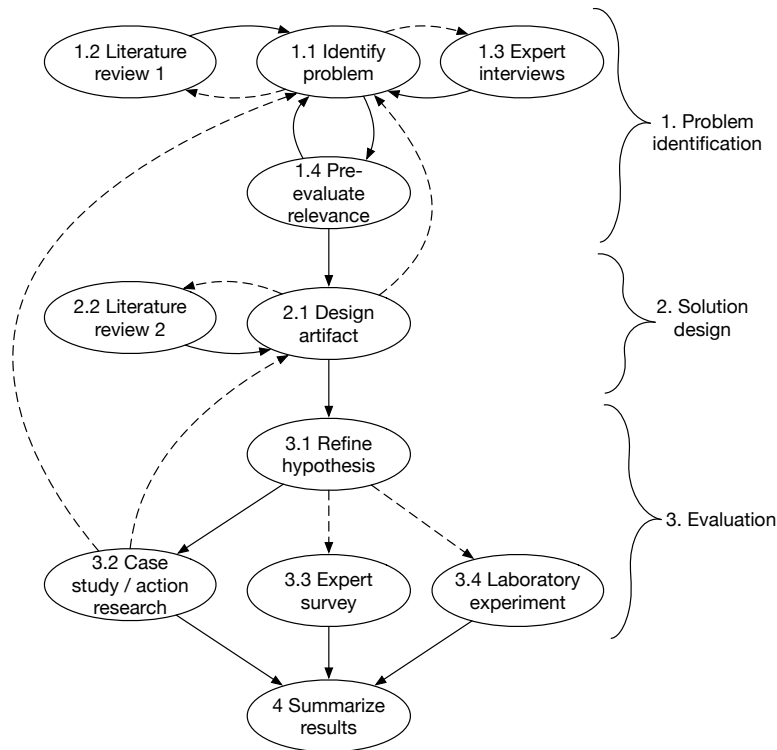 1.2 Literature
review 1
1.1 Identify
problem
1.3 Expert
interviews
1. Problem
identification
1.4 Pre-
evaluate
relevance
2.2 Literature
review 2
2.1 Design
artifact
2. Solution
design
3.1 Refine
hypothesis
3. Evaluation
3.2 Case
study / action
research
3.3 Expert
survey
3.4 Laboratory
experiment
4 Summarize
results